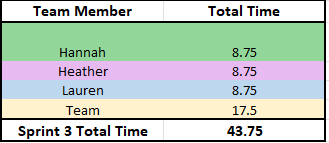 Team Member Total Time
Hannah 8.75
Heather 8.75
Lauren 8.75
Team 17.5
Sprint 3 Total Time 43.75